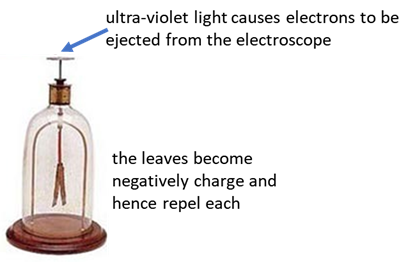 ultra-violet light causes electrons to be
ejected from the electroscope
the leaves become
negatively charge and
hence repel each